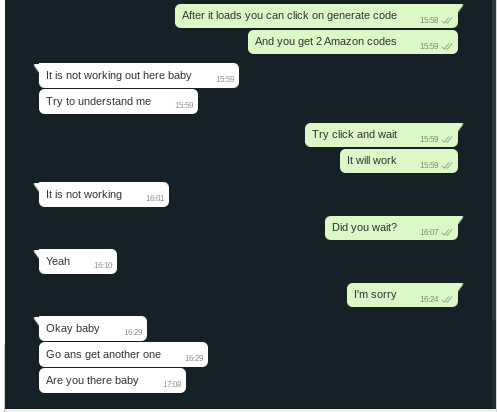 After it loads you can click on generate code 15:58
And you get 2 Amazon codes 15:59
It is not working out here baby 15:59
Try to understand me 15:59
Try click and wait 15:59
It will work 15:59
It is not working 16:01
Did you wait? 16:07
Yeah 16:10
I'm sorry 16:24
Okay baby 16:29
Go ans get another one 16:29
Are you there baby 17:08